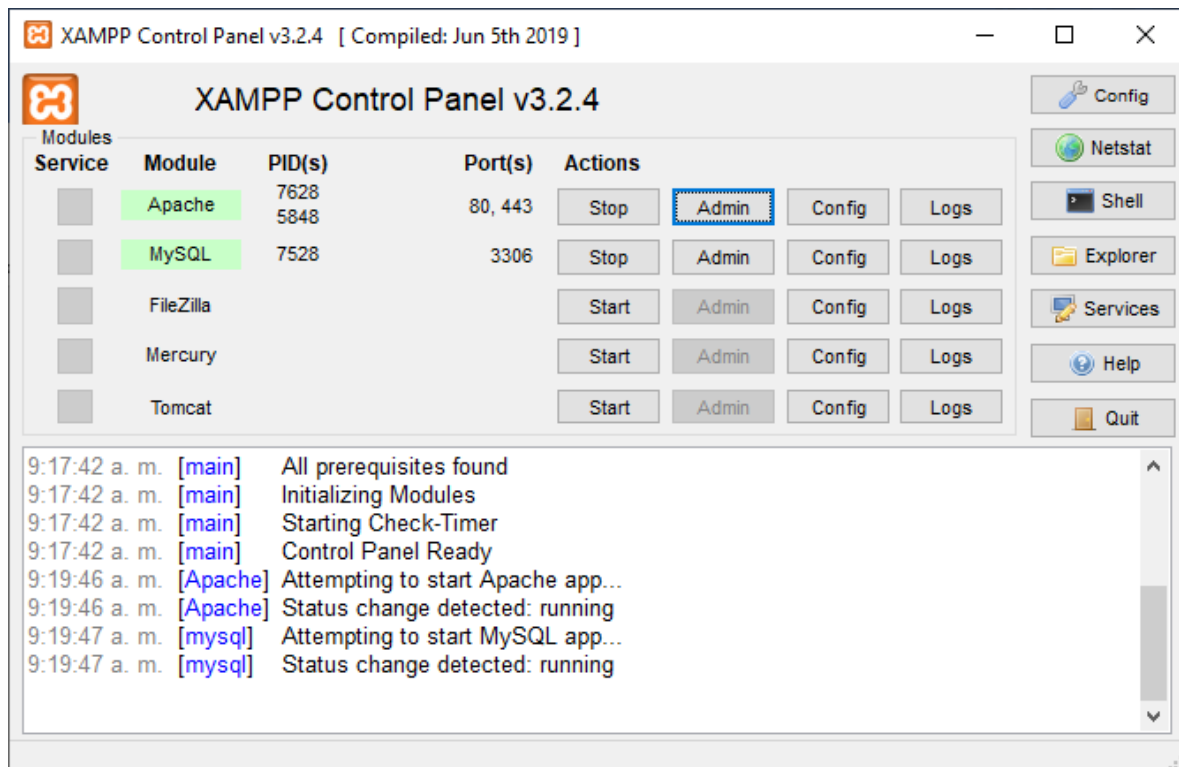 XAMPP Control Panel v3.2.4 [ Compiled: Jun 5th 2019 ]
XAMPP Control Panel v3.2.4
Config
Modules
Service Module PID(s) Port(s) Actions
Netstat
Apache 7628 5848 80, 443 Stop Admin Config Logs
Shell
MySQL 7528 3306 Stop Admin Config Logs
Explorer
FileZilla Start Admin Config Logs
Services
Mercury Start Admin Config Logs
Help
Tomcat Start Admin Config Logs
Quit
9:17:42 a. m. [main] All prerequisites found
9:17:42 a. m. [main] Initializing Modules
9:17:42 a. m. [main] Starting Check-Timer
9:17:42 a. m. [main] Control Panel Ready
9:19:46 a. m. [Apache] Attempting to start Apache app...
9:19:46 a. m. [Apache] Status change detected: running
9:19:47 a. m. [mysql] Attempting to start MySQL app...
9:19:47 a. m. [mysql] Status change detected: running